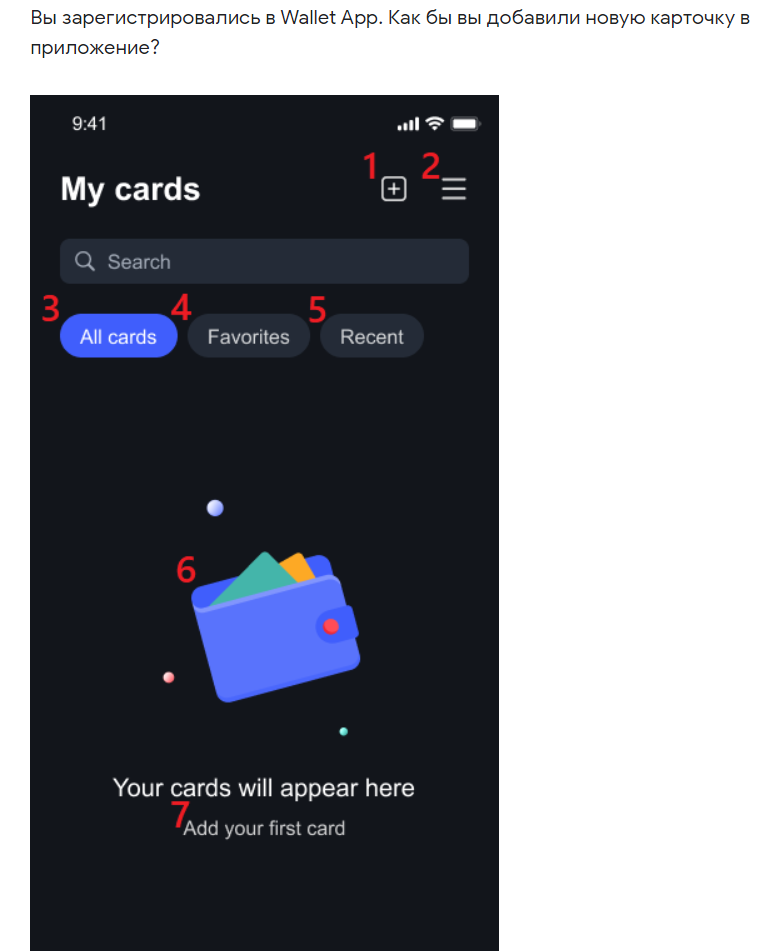 Вы зарегистрировались в Wallet App. Как бы вы добавили новую карточку в
приложение?
9:41
1 2
My cards
Search
3 4 5
All cards Favorites Recent
6
Your cards will appear here
7
Add your first card